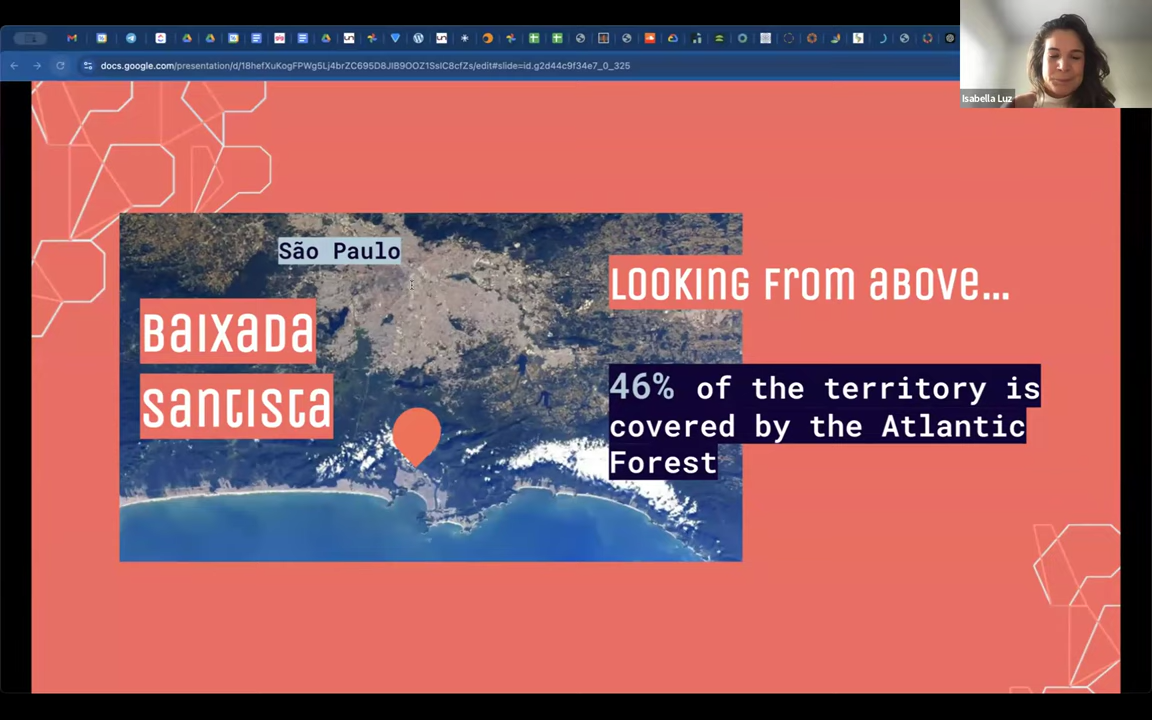 docs.google.com/presentation/d/18hefXuKogFPWg5Lj4brZC695D8JIB9OOZ1SsIC8cfZs/edit#slide=id.g2d44c9f34e7_0_325
Isabella Luz
São Paulo
Baixada
santista
Looking from above...
46% of the territory is
covered by the Atlantic
Forest